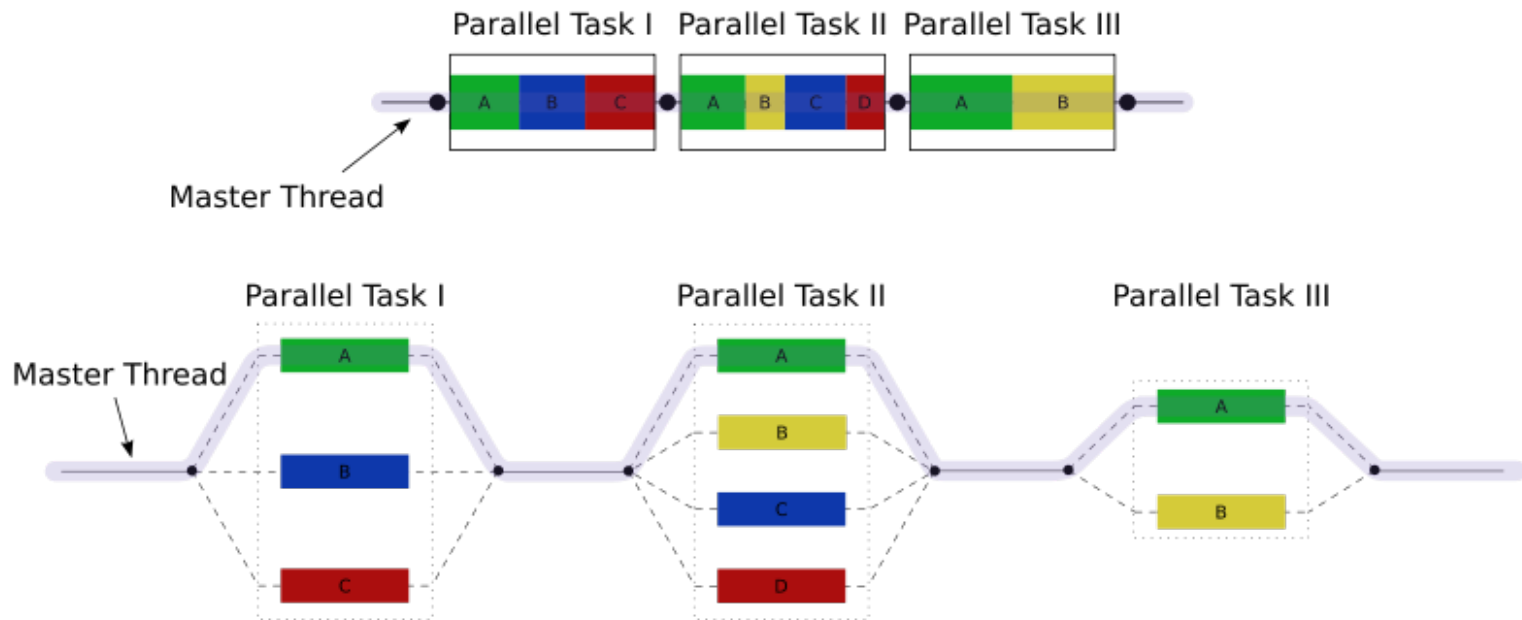 Parallel Task I Parallel Task II Parallel Task III
A B C A B C D A B
Master Thread
Parallel Task I Parallel Task II Parallel Task III
A A
Master Thread
A
B
B
C
B
C D